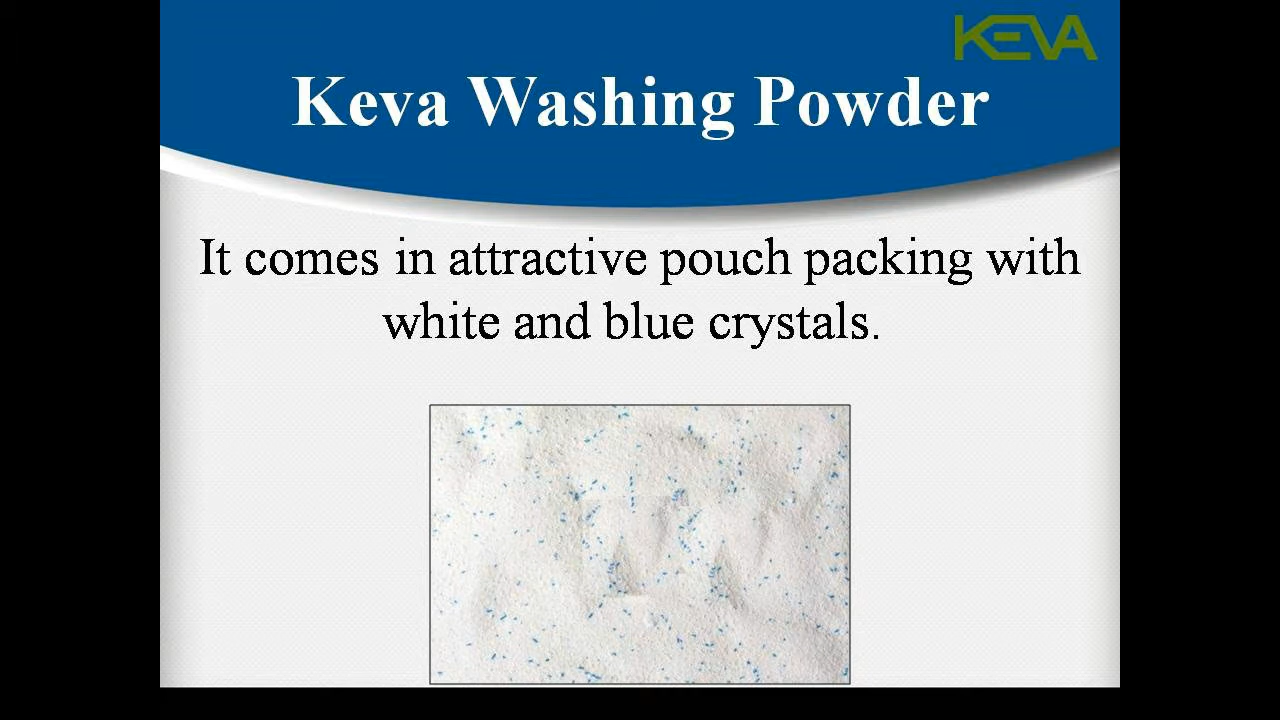 KEVA
Keva Washing Powder
It comes in attractive pouch packing with
white and blue crystals.